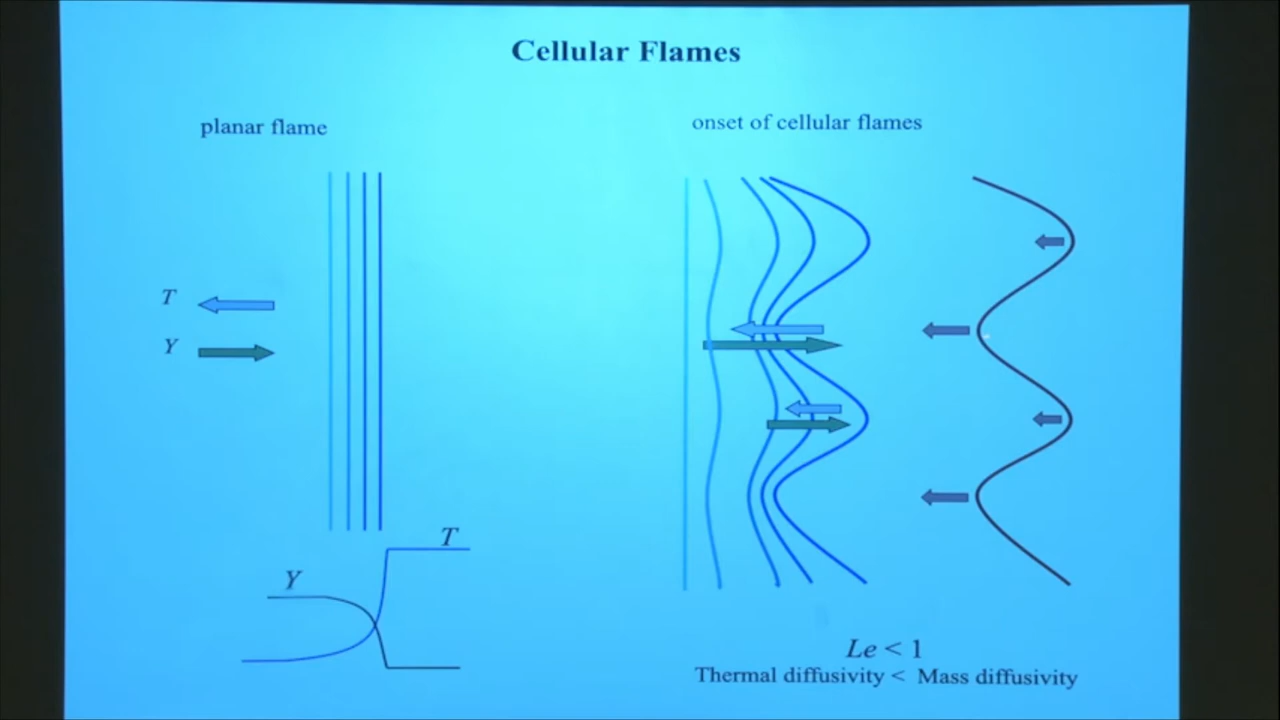 Cellular Flames
planar flame
onset of cellular flames
T
Y
T
Y
Le < 1
Thermal diffusivity < Mass diffusivity